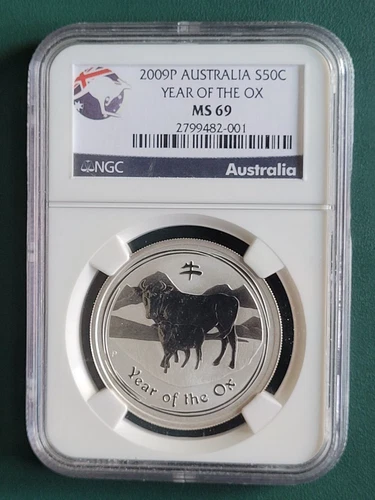 2009P AUSTRALIA S50C
YEAR OF THE OX
MS 69
2799482-001
NGC
Australia
牛
P
Year of the Ox